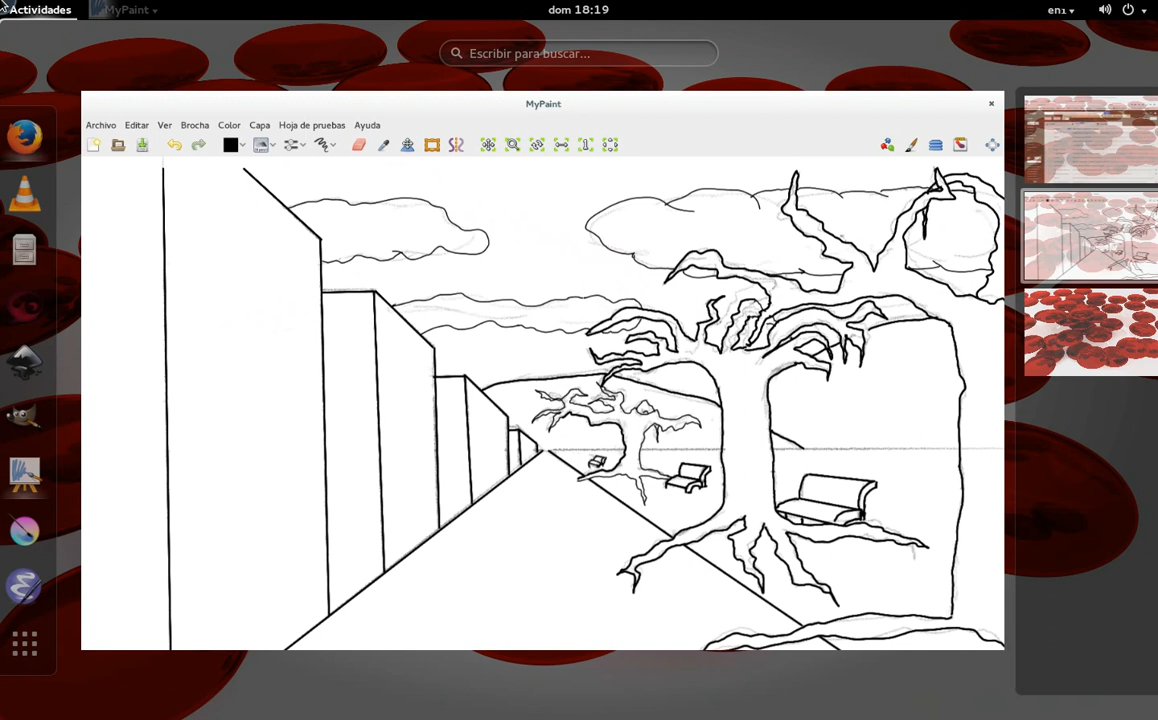 Actividades MyPaint dom 18:19 en1
Escribir para buscar...
MyPaint
Archivo Editar Ver Brocha Color Capa Hoja de pruebas Ayuda